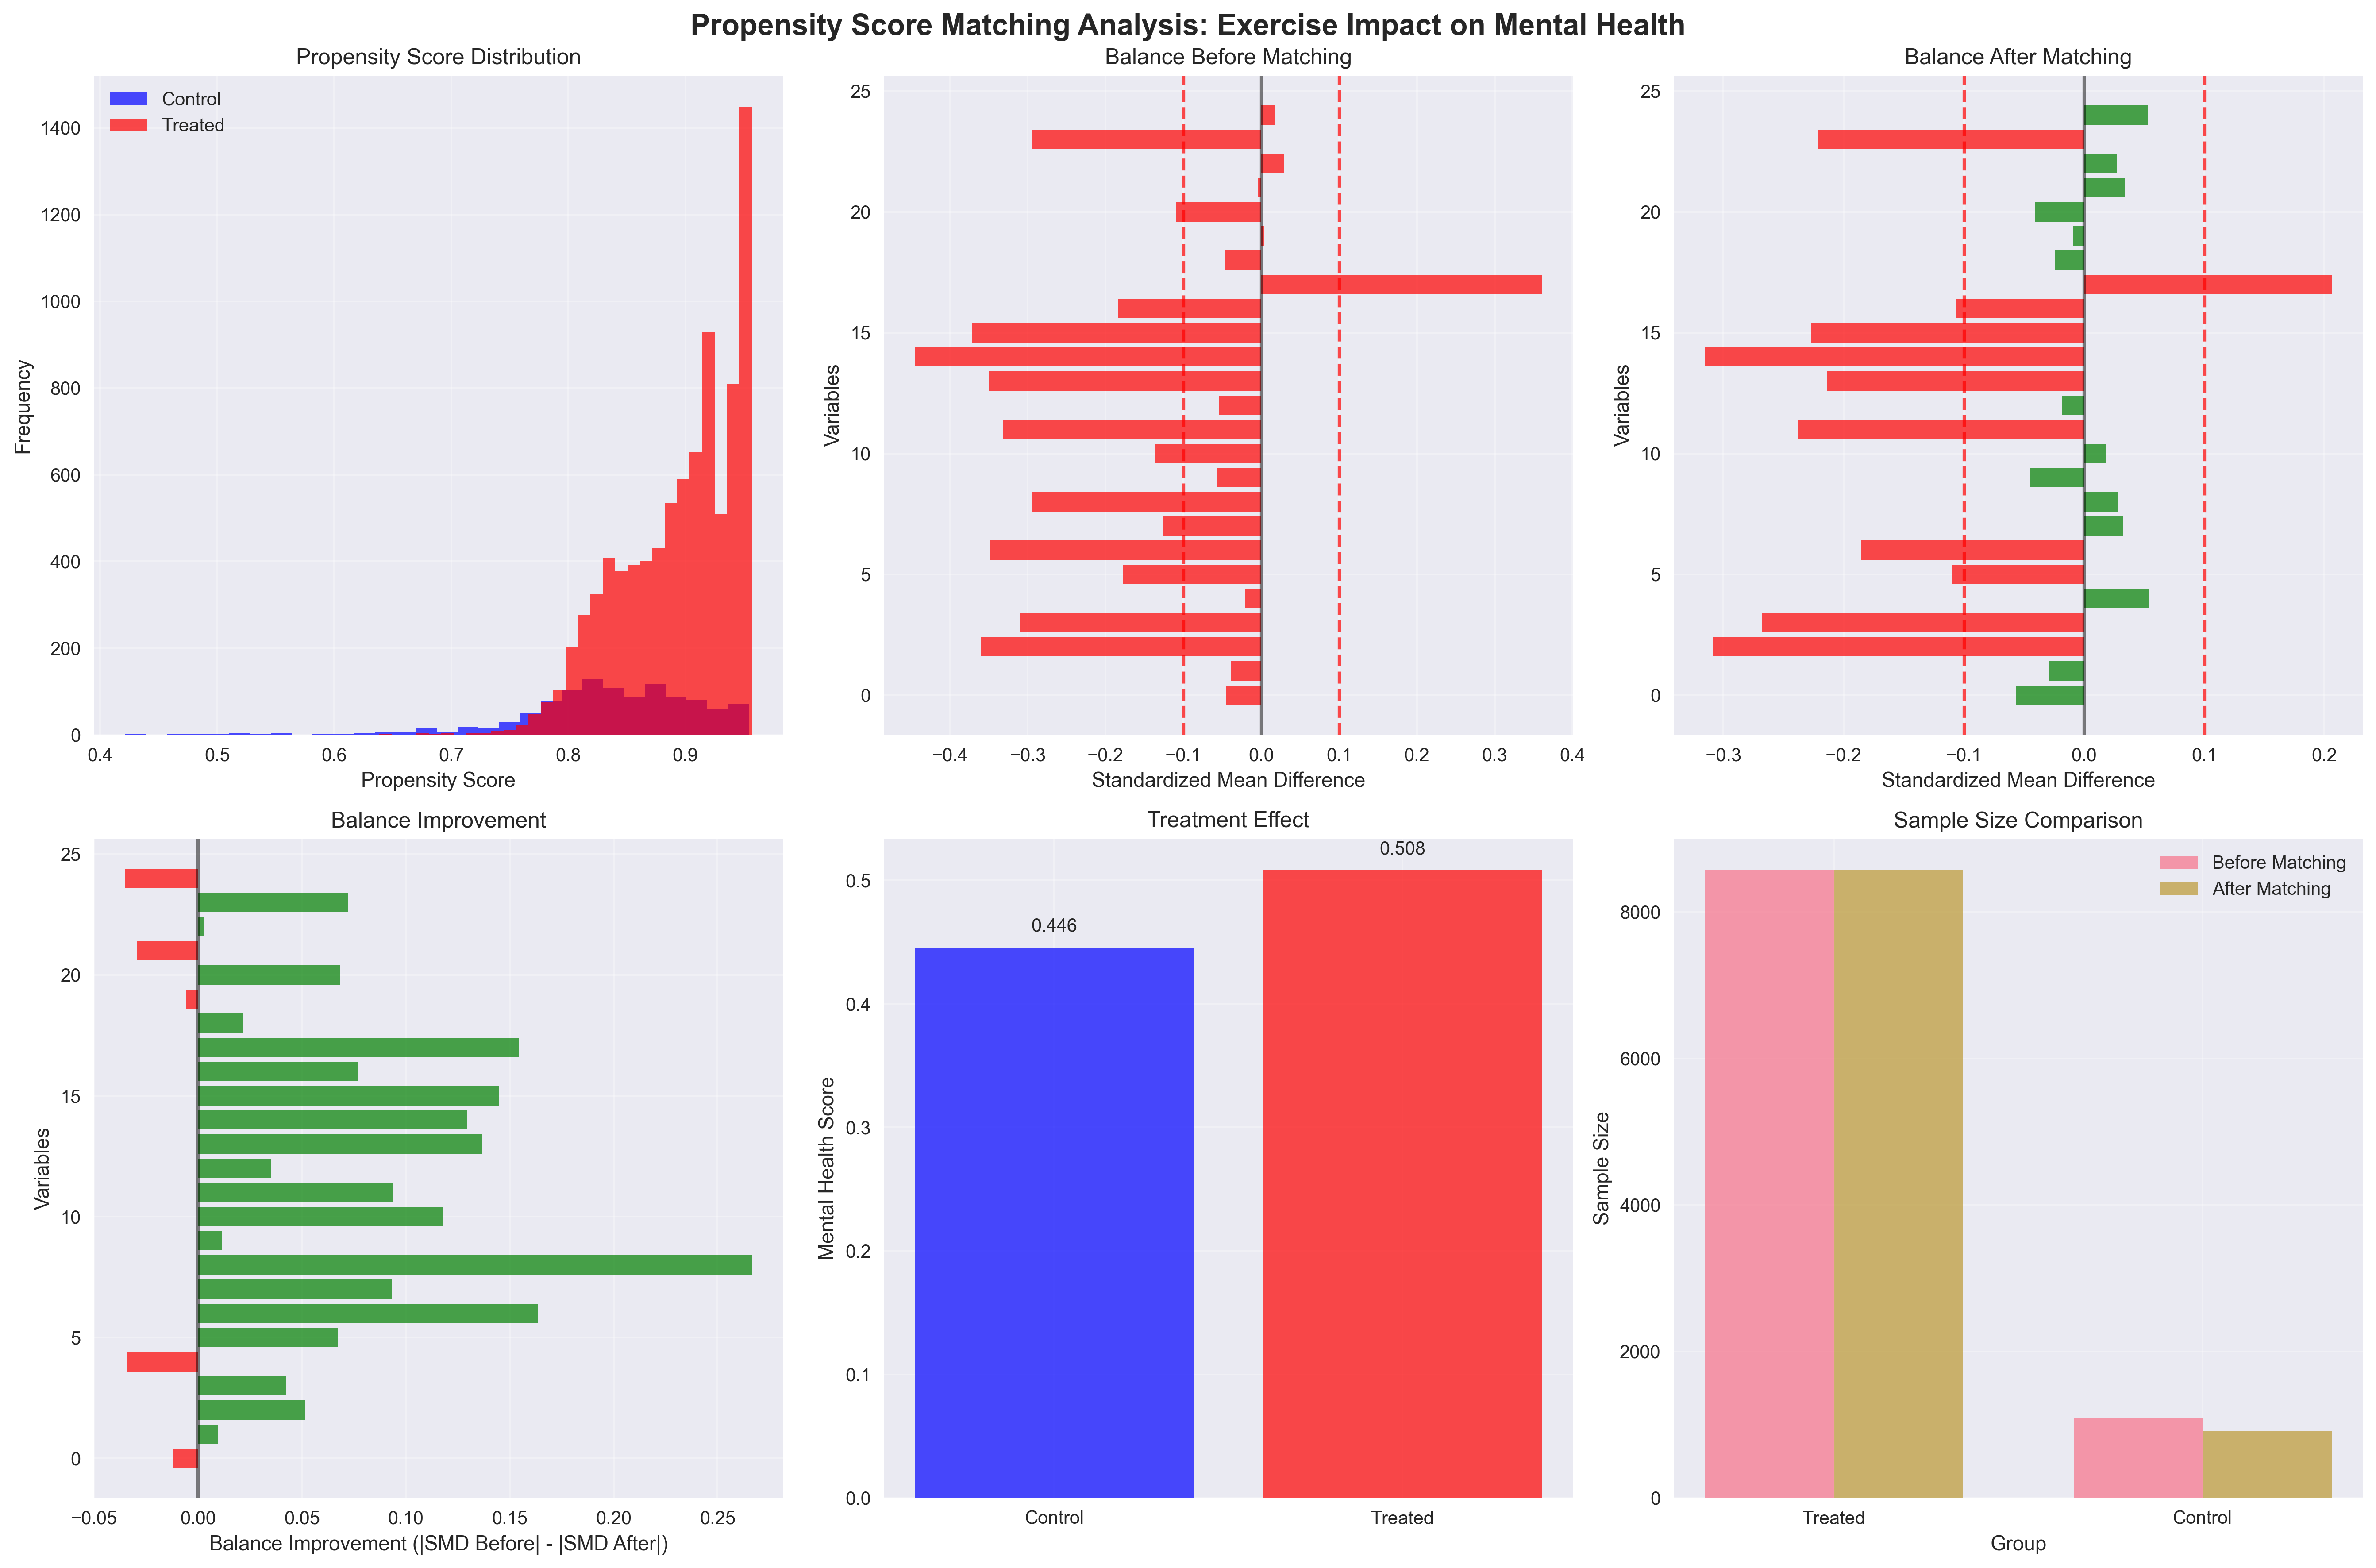 Propensity Score Matching Analysis: Exercise Impact on Mental Health
Propensity Score Distribution
Control
Treated
1400
1200
1000
800
600
400
200
0
Frequency
0.4 0.5 0.6 0.7 0.8 0.9
Propensity Score
Balance Before Matching
25
20
15
10
5
0
Variables
−0.4 −0.3 −0.2 −0.1 0.0 0.1 0.2 0.3 0.4
Standardized Mean Difference
Balance After Matching
25
20
15
10
5
0
Variables
−0.3 −0.2 −0.1 0.0 0.1 0.2
Standardized Mean Difference
Balance Improvement
25
20
15
10
5
0
Variables
−0.05 0.00 0.05 0.10 0.15 0.20 0.25
Balance Improvement (|SMD Before| - |SMD After|)
Treatment Effect
0.508
0.446
0.5
0.4
0.3
0.2
0.1
0.0
Mental Health Score
Control Treated
Sample Size Comparison
Before Matching
After Matching
8000
6000
4000
2000
0
Sample Size
Treated Control
Group